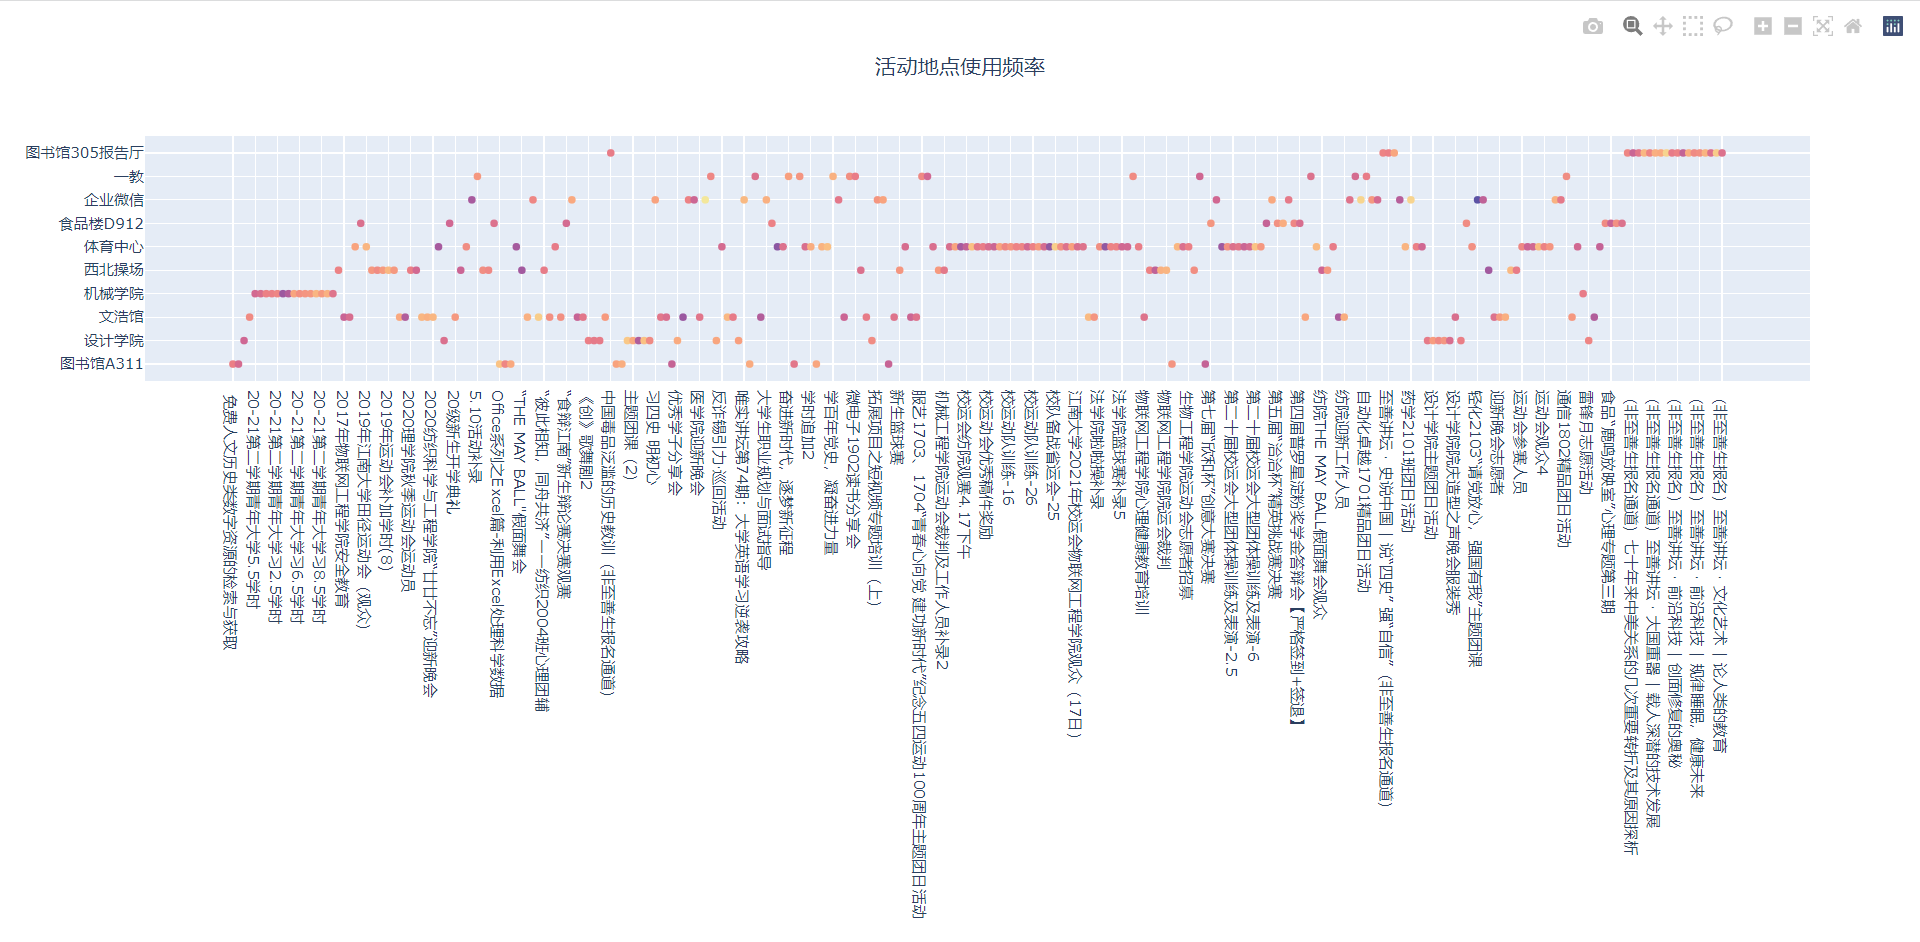 活动地点使用频率
图书馆305报告厅
一教
企业微信
食品楼D912
体育中心
西北操场
机械学院
文浩馆
设计学院
图书馆A311
免费人文历史类数字资源的检索与获取
20-21第二学期青年大学5.5学时
20-21第二学期青年大学习2.5学时
20-21第二学期青年大学习6.5学时
20-21第二学期青年大学习8.5学时
2017年物联网工程学院安全教育
2019年江南大学田径运动会（观众）
2019年运动会补加学时(8)
2020理学院秋季运动会运动员
2020纺织科学与工程学院“廿廿不忘”迎新晚会
20级新生开学典礼
5.10活动补录
Office系列之Excel篇-利用Excel处理科学数据
“THE MAY BALL"假面舞会
“彼此相知，同舟共济”——纺织2004班心理团辅
“食辩江南”新生辩论赛决赛观赛
《创》歌舞剧2
中国毒品泛滥的历史教训（非至善生报名通道）
主题团课（2）
习四史 明初心
优秀学子分享会
医学院迎新晚会
反诈锡引力·巡回活动
唯实讲坛第74期：大学英语学习逆袭攻略
大学生职业规划与面试指导
奋进新时代，逐梦新征程
学时追加2
学百年党史，凝奋进力量
微电子1902读书分享会
拓展项目之短视频专题培训（上）
新生篮球赛
服艺1703、1704“青春心向党 建功新时代”纪念五四运动100周年主题团日活动
机械工程学院运动会裁判及工作人员补录2
校运会纺院观赛4.17下午
校运动会优秀稿件奖励
校运动队训练-16
校运动队训练-26
校队备战省运会-25
江南大学2021年校运会物联网工程学院观众（17日）
法学院啦啦操补录
法学院篮球赛补录5
物联网工程学院心理健康教育培训
物联网工程学院院运会裁判
生物工程学院运动会志愿者招募
第七届“欣和杯”创意大赛决赛
第二十届校运会大型团体操训练及表演-2.5
第二十届校运会大型团体操训练及表演-6
第五届“洽洽杯”精英挑战赛决赛
第四届普罗星淀粉奖学金答辩会【严格签到+签退】
纺院THE MAY BALL假面舞会观众
纺院迎新工作人员
自动化卓越1701精品团日活动
至善讲坛 · 史说中国 | 说“四史” 强“自信”（非至善生报名通道）
药学2101班团日活动
设计学院主题团日活动
设计学院院庆造型之声晚会服装秀
轻化2103“请党放心，强国有我”主题团课
迎新晚会志愿者
运动会参赛人员
运动会观众4
通信1802精品团日活动
雷锋月志愿活动
食品“鹿鸣放映室”心理专题第三期
（非至善生报名通道）七十年来中美关系的几次重要转折及其原因探析
（非至善生报名通道）至善讲坛 · 大国重器 | 载人深潜的技术发展
（非至善生报名）至善讲坛 · 前沿科技 | 创面修复的奥秘
（非至善生报名）至善讲坛 · 前沿科技 | 规律睡眠，健康未来
（非至善生报名）至善讲坛 · 文化艺术 | 论人类的教育